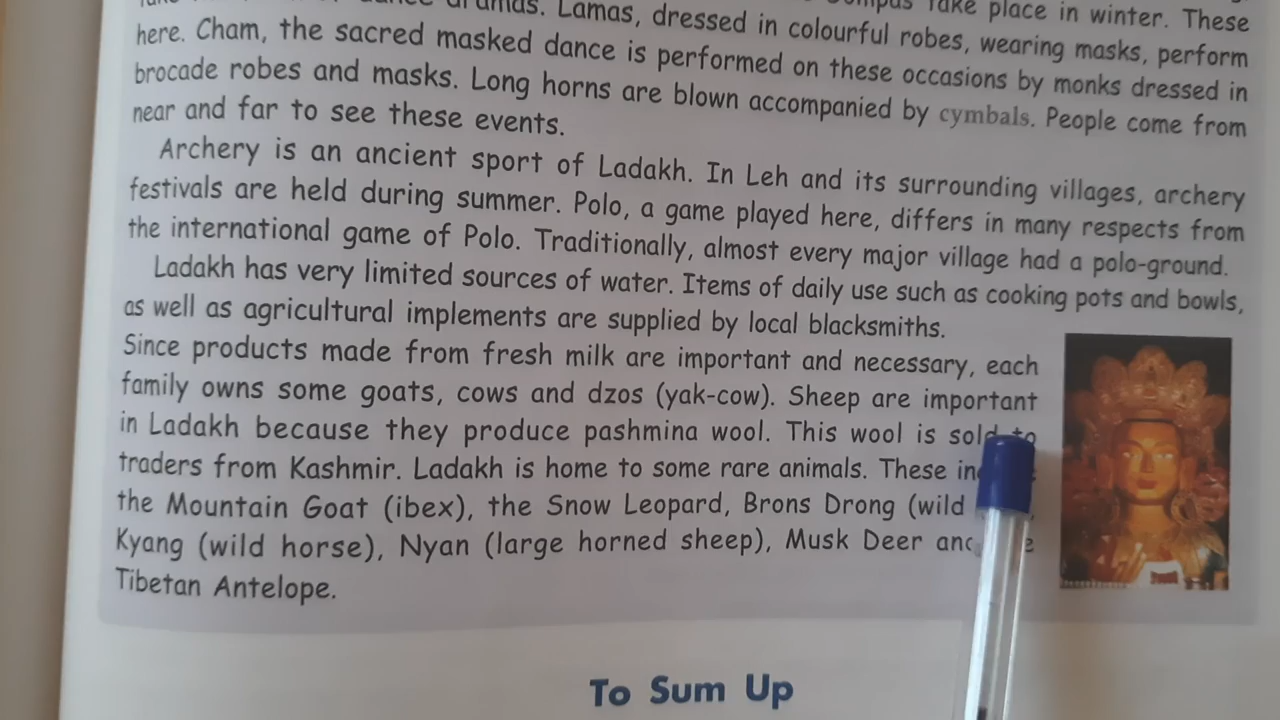 take place in winter. These
dance dramas. Lamas, dressed in colourful robes, wearing masks, perform
here. Cham, the sacred masked dance is performed on these occasions by monks dressed in
brocade robes and masks. Long horns are blown accompanied by cymbals. People come from
near and far to see these events.
Archery is an ancient sport of Ladakh. In Leh and its surrounding villages, archery
festivals are held during summer. Polo, a game played here, differs in many respects from
the international game of Polo. Traditionally, almost every major village had a polo-ground.
Ladakh has very limited sources of water. Items of daily use such as cooking pots and bowls,
as well as agricultural implements are supplied by local blacksmiths.
Since products made from fresh milk are important and necessary, each
family owns some goats, cows and dzos (yak-cow). Sheep are important
in Ladakh because they produce pashmina wool. This wool is sold to
traders from Kashmir. Ladakh is home to some rare animals. These
the Mountain Goat (ibex), the Snow Leopard, Brons Drong (wild
Kyang (wild horse), Nyan (large horned sheep), Musk Deer
Tibetan Antelope.
To Sum Up